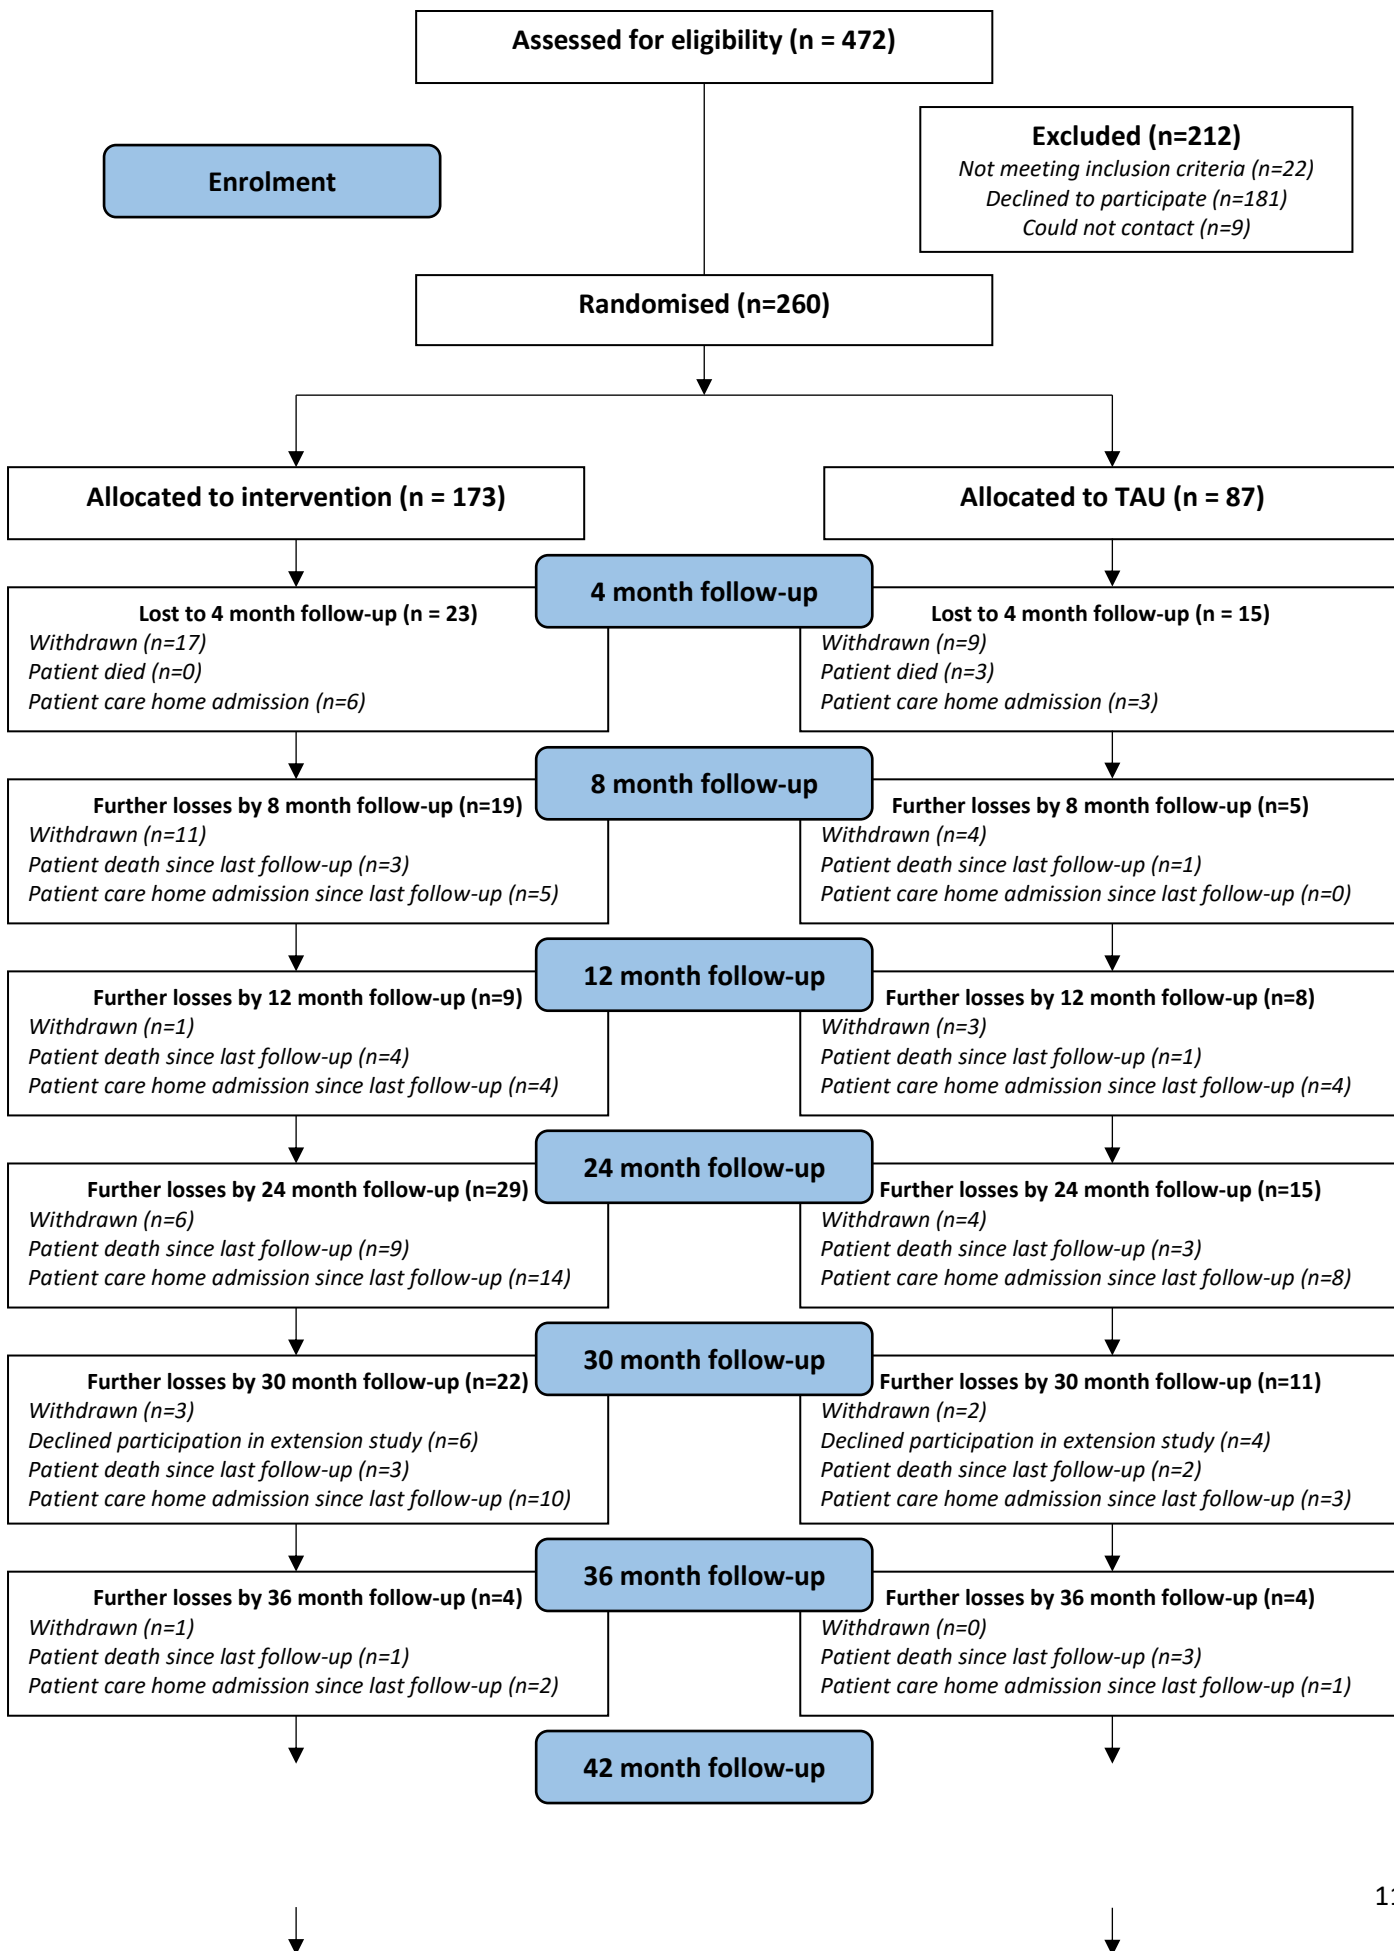 Assessed for eligibility (n = 472)
Excluded (n=212)
Not meeting inclusion criteria (n=22)
Declined to participate (n=181)
Could not contact (n=9)
Enrolment
Randomised (n=260)
Allocated to intervention (n = 173)
Allocated to TAU (n = 87)
4 month follow-up
Lost to 4 month follow-up (n = 23)
Withdrawn (n=17)
Patient died (n=0)
Patient care home admission (n=6)
Lost to 4 month follow-up (n = 15)
Withdrawn (n=9)
Patient died (n=3)
Patient care home admission (n=3)
8 month follow-up
Further losses by 8 month follow-up (n=19)
Withdrawn (n=11)
Patient death since last follow-up (n=3)
Patient care home admission since last follow-up (n=5)
Further losses by 8 month follow-up (n=5)
Withdrawn (n=4)
Patient death since last follow-up (n=1)
Patient care home admission since last follow-up (n=0)
12 month follow-up
Further losses by 12 month follow-up (n=9)
Withdrawn (n=1)
Patient death since last follow-up (n=4)
Patient care home admission since last follow-up (n=4)
Further losses by 12 month follow-up (n=8)
Withdrawn (n=3)
Patient death since last follow-up (n=1)
Patient care home admission since last follow-up (n=4)
24 month follow-up
Further losses by 24 month follow-up (n=29)
Withdrawn (n=6)
Patient death since last follow-up (n=9)
Patient care home admission since last follow-up (n=14)
Further losses by 24 month follow-up (n=15)
Withdrawn (n=4)
Patient death since last follow-up (n=3)
Patient care home admission since last follow-up (n=8)
30 month follow-up
Further losses by 30 month follow-up (n=22)
Withdrawn (n=3)
Declined participation in extension study (n=6)
Patient death since last follow-up (n=3)
Patient care home admission since last follow-up (n=10)
Further losses by 30 month follow-up (n=11)
Withdrawn (n=2)
Declined participation in extension study (n=4)
Patient death since last follow-up (n=2)
Patient care home admission since last follow-up (n=3)
36 month follow-up
Further losses by 36 month follow-up (n=4)
Withdrawn (n=1)
Patient death since last follow-up (n=1)
Patient care home admission since last follow-up (n=2)
Further losses by 36 month follow-up (n=4)
Withdrawn (n=0)
Patient death since last follow-up (n=3)
Patient care home admission since last follow-up (n=1)
42 month follow-up
11